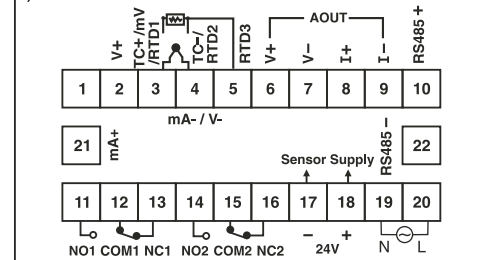 V+ TC+/mV /RTD1 TC-/ RTD2 RTD3 AOUT V+ V- I+ I- RS485+
1 2 3 4 5 6 7 8 9 10
mA- / V-
21 mA+ RS485- 22
Sensor Supply
11 12 13 14 15 16 17 18 19 20
NO1 COM1 NC1 NO2 COM2 NC2 - 24V + N L